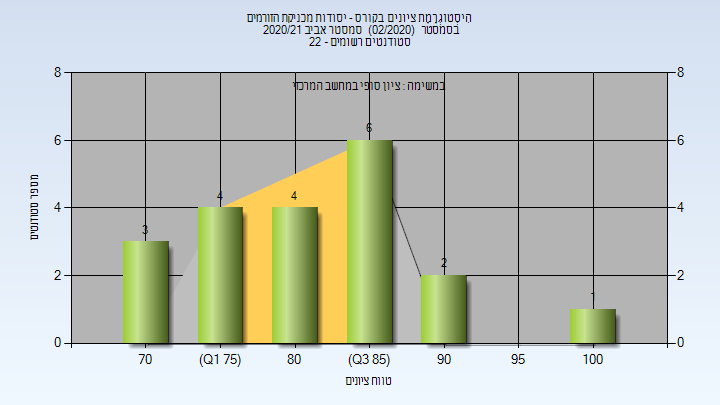 היסטוגרמת ציונים בקורס - יסודות מכניקת הזורמים
בסמסטר (02/2020) סמסטר אביב 2020/21
סטודנטים רשומים - 22
במשימה : ציון סופי במחשב המרכזי
8 8
6 6
4 4
2 2
0 0
3 4 4 6 2 1
מספר סטודנטים
70 (Q1 75) 80 (Q3 85) 90 95 100
טווח ציונים